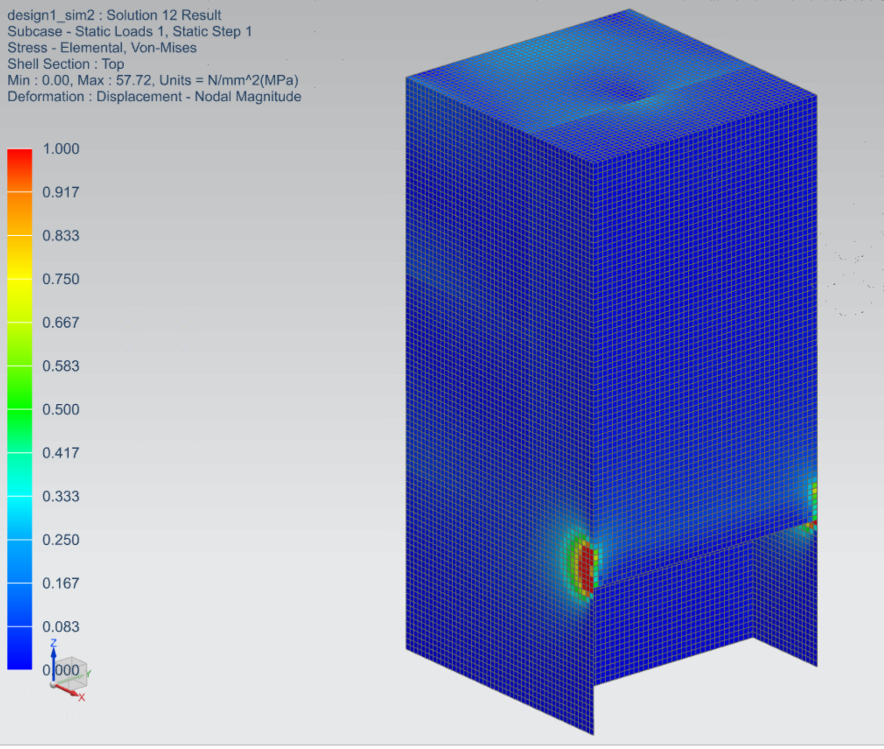 design1_sim2 : Solution 12 Result
Subcase - Static Loads 1, Static Step 1
Stress - Elemental, Von-Mises
Shell Section : Top
Min : 0.00, Max : 57.72, Units = N/mm^2(MPa)
Deformation : Displacement - Nodal Magnitude
1.000
0.917
0.833
0.750
0.667
0.583
0.500
0.417
0.333
0.250
0.167
0.083
0.000
Z
Y
X